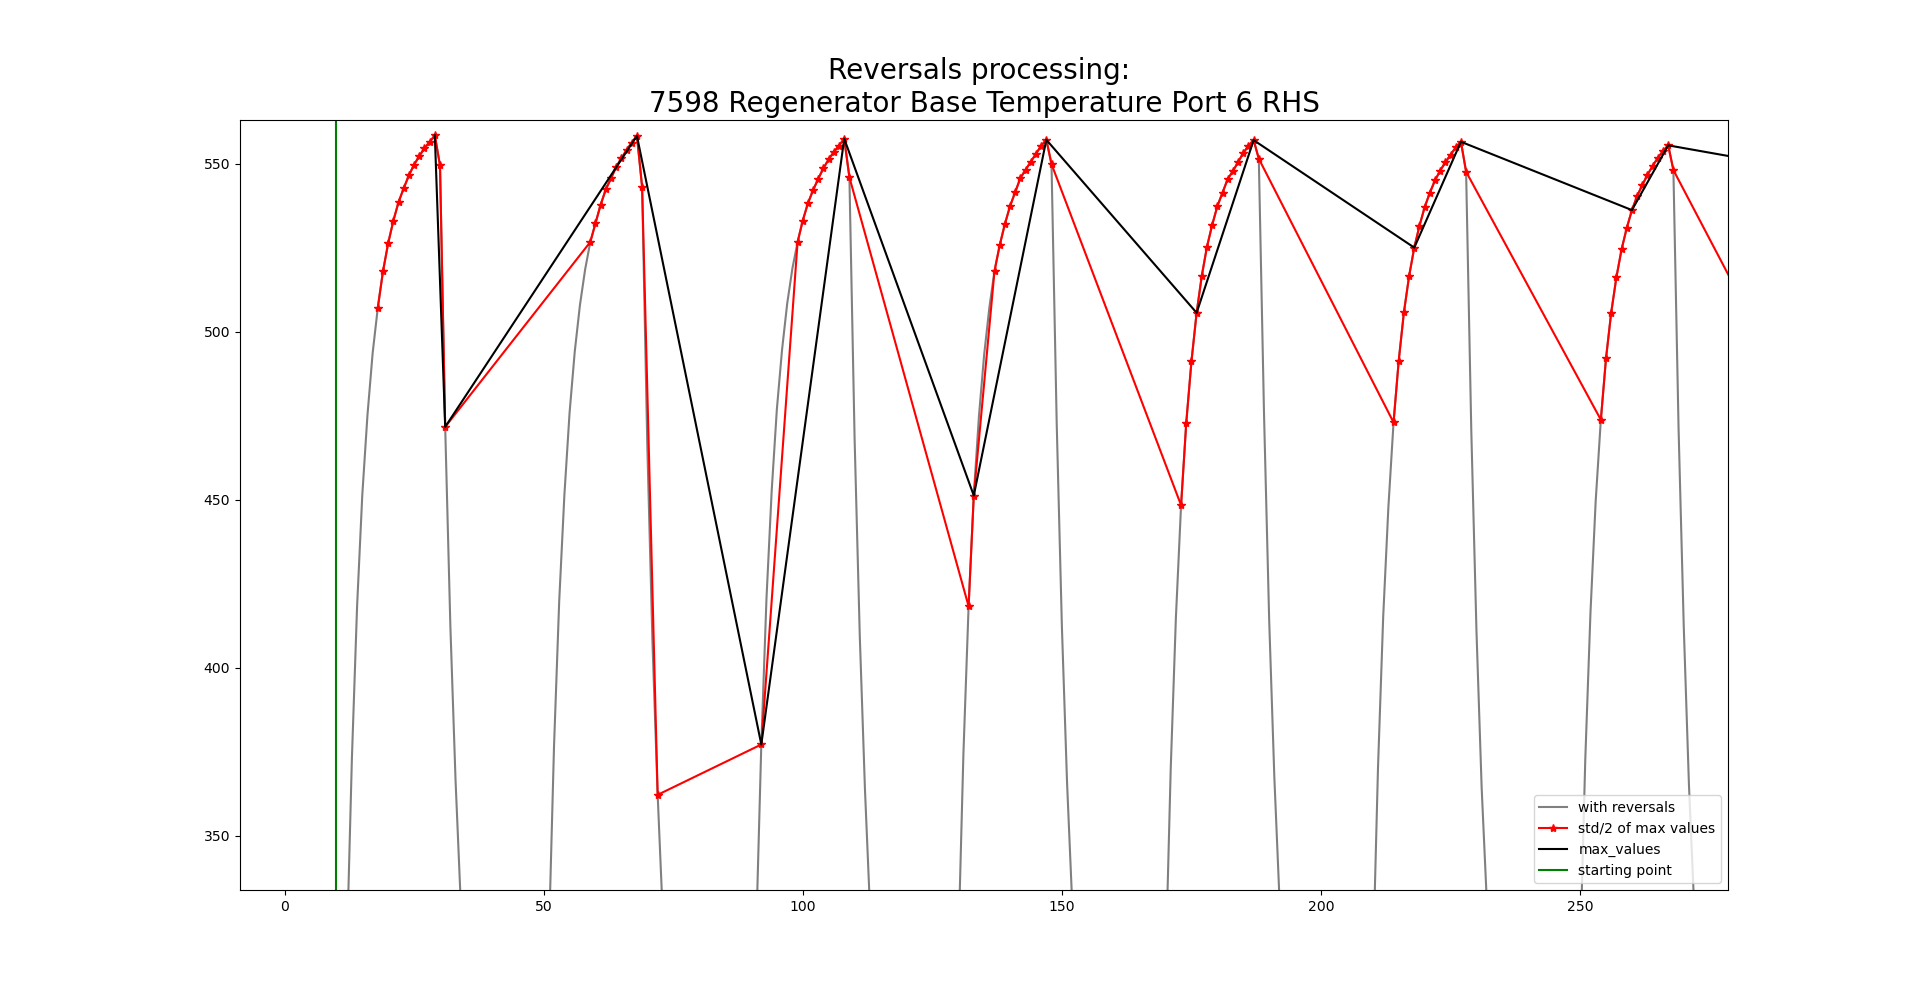 Reversals processing:
7598 Regenerator Base Temperature Port 6 RHS
550
500
450
400
350
0
50
100
150
200
250
with reversals
std/2 of max values
max_values
starting point